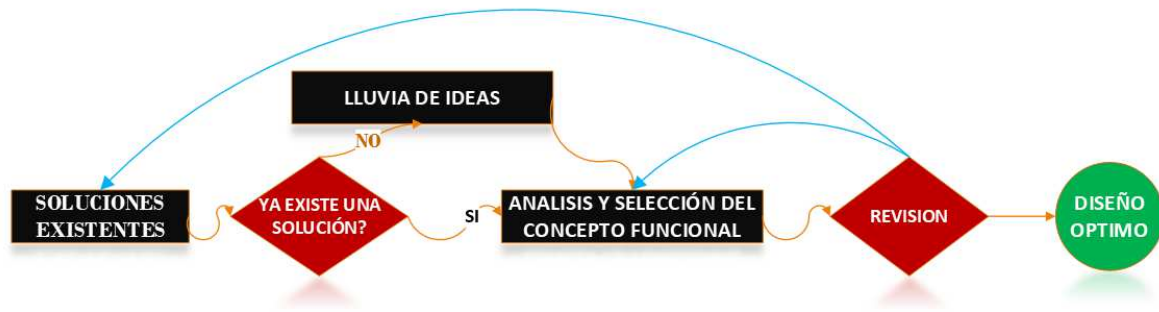 LLUVIA DE IDEAS
NO
SOLUCIONES
EXISTENTES
YA EXISTE UNA
SOLUCIÓN?
SI
ANALISIS Y SELECCIÓN DEL
CONCEPTO FUNCIONAL
REVISION
DISEÑO
OPTIMO